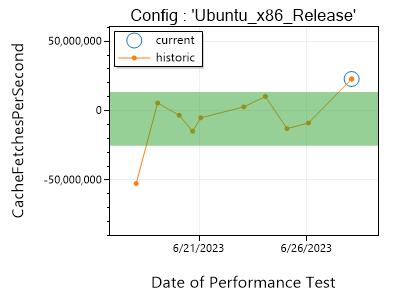 Config : 'Ubuntu_x86_Release'
50,000,000
current
historic
0
-50,000,000
CacheFetchesPerSecond
6/21/2023
6/26/2023
Date of Performance Test